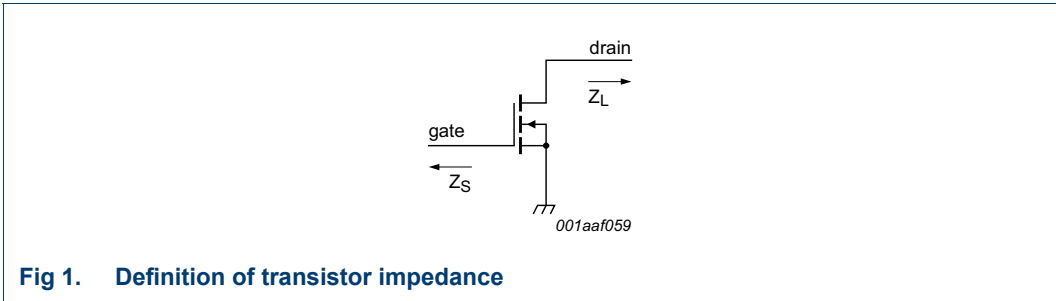 drain
Z_L
gate
Z_S
001aaf059
Fig 1. Definition of transistor impedance